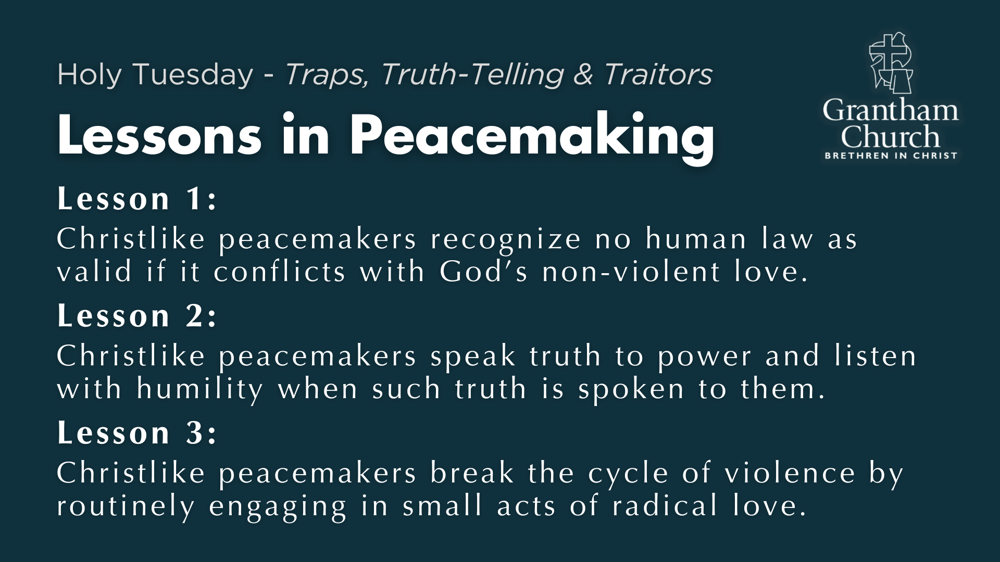 Holy Tuesday - Traps, Truth-Telling & Traitors
Lessons in Peacemaking
Grantham
Church
BRETHREN IN CHRIST
Lesson 1:
Christlike peacemakers recognize no human law as
valid if it conflicts with God’s non-violent love.
Lesson 2:
Christlike peacemakers speak truth to power and listen
with humility when such truth is spoken to them.
Lesson 3:
Christlike peacemakers break the cycle of violence by
routinely engaging in small acts of radical love.